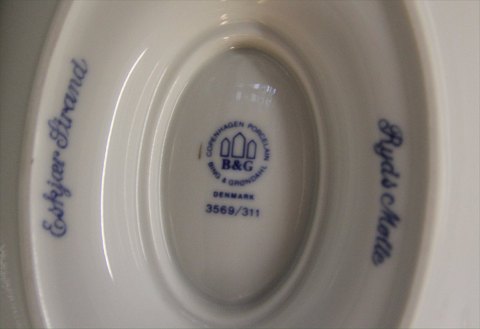 Eskjær Strand
COPENHAGEN PORCELAIN
B&G
BING & GRØNDAHL
DENMARK
3569/311
Ryds Mølle